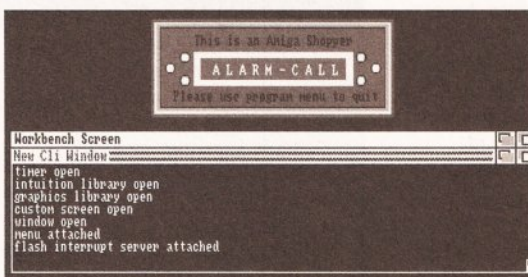 This is an Amiga Shopper
ALARM-CALL
Please use program menu to quit
Workbench Screen
New Cli Window
timer open
intuition library open
graphics library open
custom screen open
window open
menu attached
flash interrupt server attached